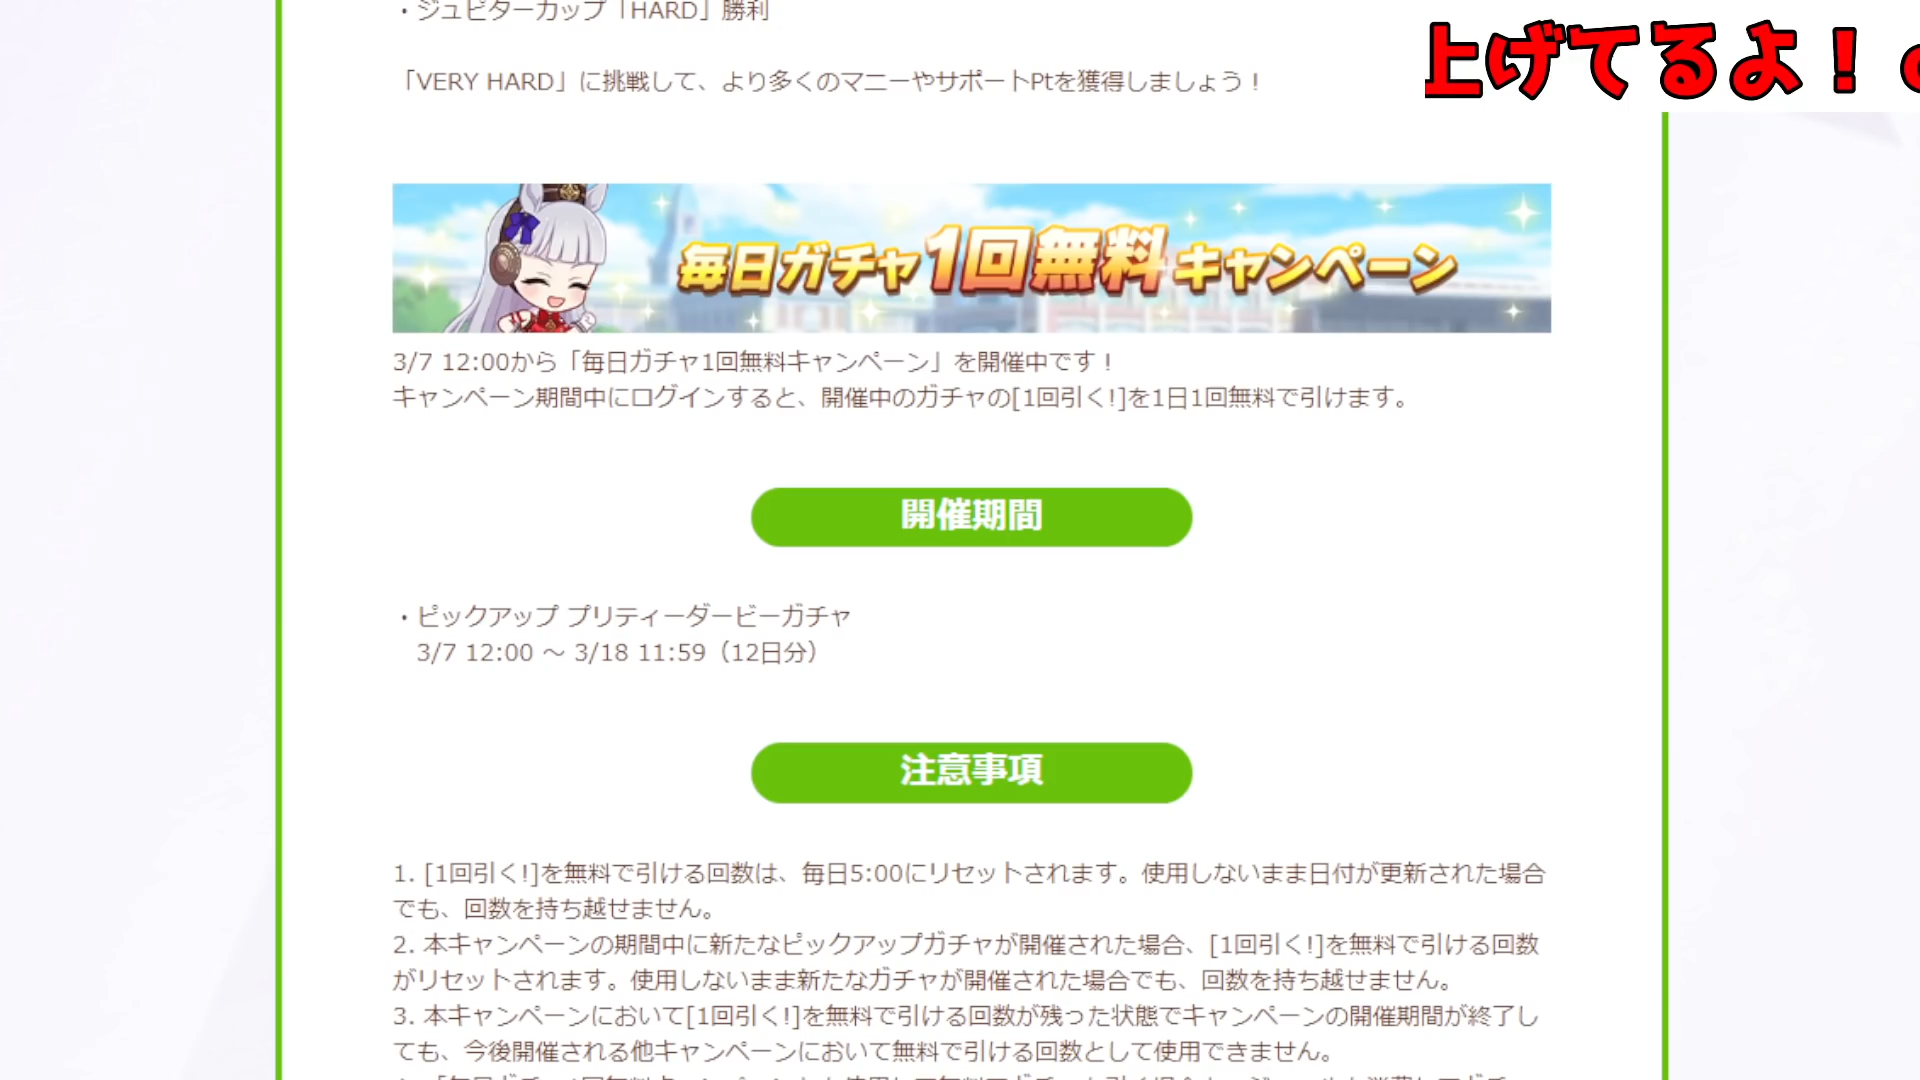 ・ジュピターカップ「HARD」勝利
上げてるよ！
「VERY HARD」に挑戦して、より多くのマニーやサポートPtを獲得しましょう！
毎日ガチャ1回無料キャンペーン
3/7 12:00から「毎日ガチャ1回無料キャンペーン」を開催中です！
キャンペーン期間中にログインすると、開催中のガチャの[1回引く!]を1日1回無料で引けます。
開催期間
・ピックアップ プリティーダービーガチャ
3/7 12:00 ～ 3/18 11:59（12日分）
注意事項
1. [1回引く!]を無料で引ける回数は、毎日5:00にリセットされます。使用しないまま日付が更新された場合
でも、回数を持ち越せません。
2. 本キャンペーンの期間中に新たなピックアップガチャが開催された場合、[1回引く!]を無料で引ける回数
がリセットされます。使用しないまま新たなガチャが開催された場合でも、回数を持ち越せません。
3. 本キャンペーンにおいて[1回引く!]を無料で引ける回数が残った状態でキャンペーンの開催期間が終了し
ても、今後開催される他キャンペーンにおいて無料で引ける回数として使用できません。